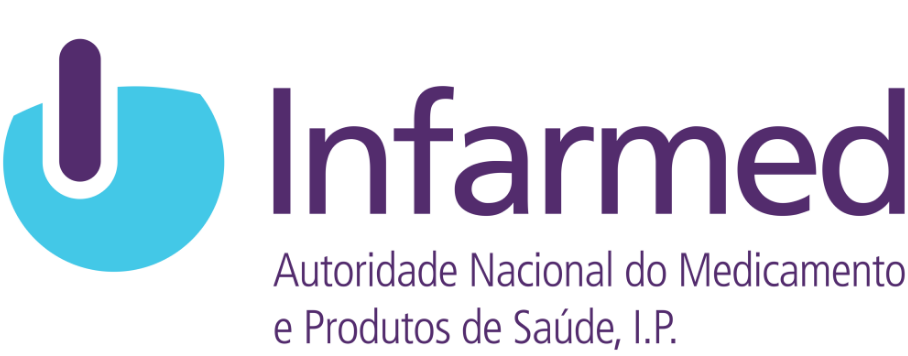 Infarmed
Autoridade Nacional do Medicamento
e Produtos de Saúde, I.P.